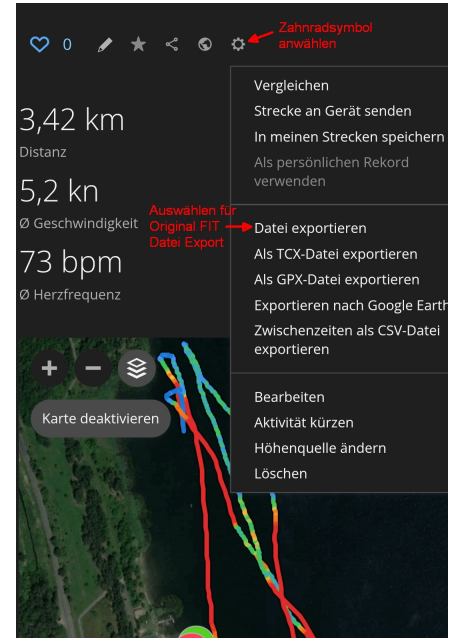 0
Zahnradsymbol
anwählen
3,42 km
Distanz
5,2 kn
Ø Geschwindigkeit
73 bpm
Ø Herzfrequenz
Auswählen für
Original FIT
Datei Export
Vergleichen
Strecke an Gerät senden
In meinen Strecken speichern
Als persönlichen Rekord
verwenden
Datei exportieren
Als TCX-Datei exportieren
Als GPX-Datei exportieren
Exportieren nach Google Earth
Zwischenzeiten als CSV-Datei
exportieren
Bearbeiten
Aktivität kürzen
Höhenquelle ändern
Löschen
Karte deaktivieren